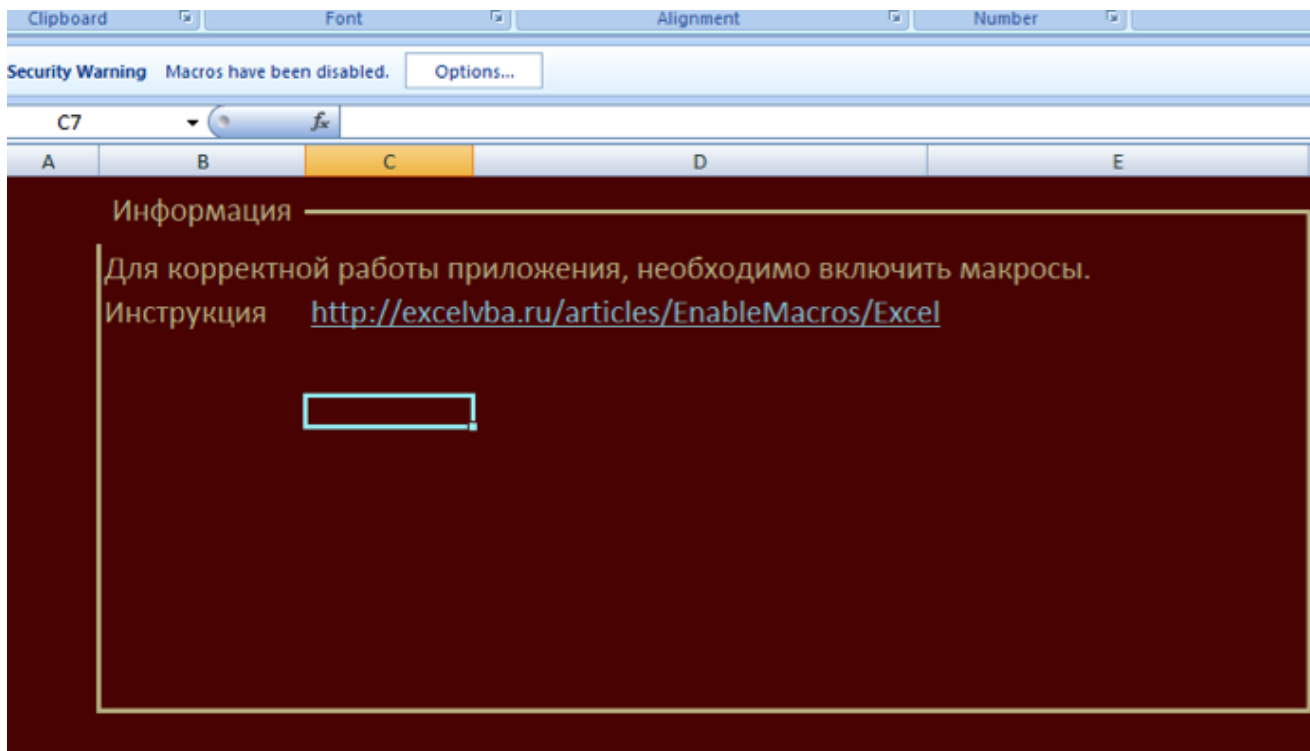 Clipboard Font Alignment Number
Security Warning Macros have been disabled. Options...
C7 fx
A B C D E
Информация
Для корректной работы приложения, необходимо включить макросы.
Инструкция http://excelvba.ru/articles/EnableMacros/Excel